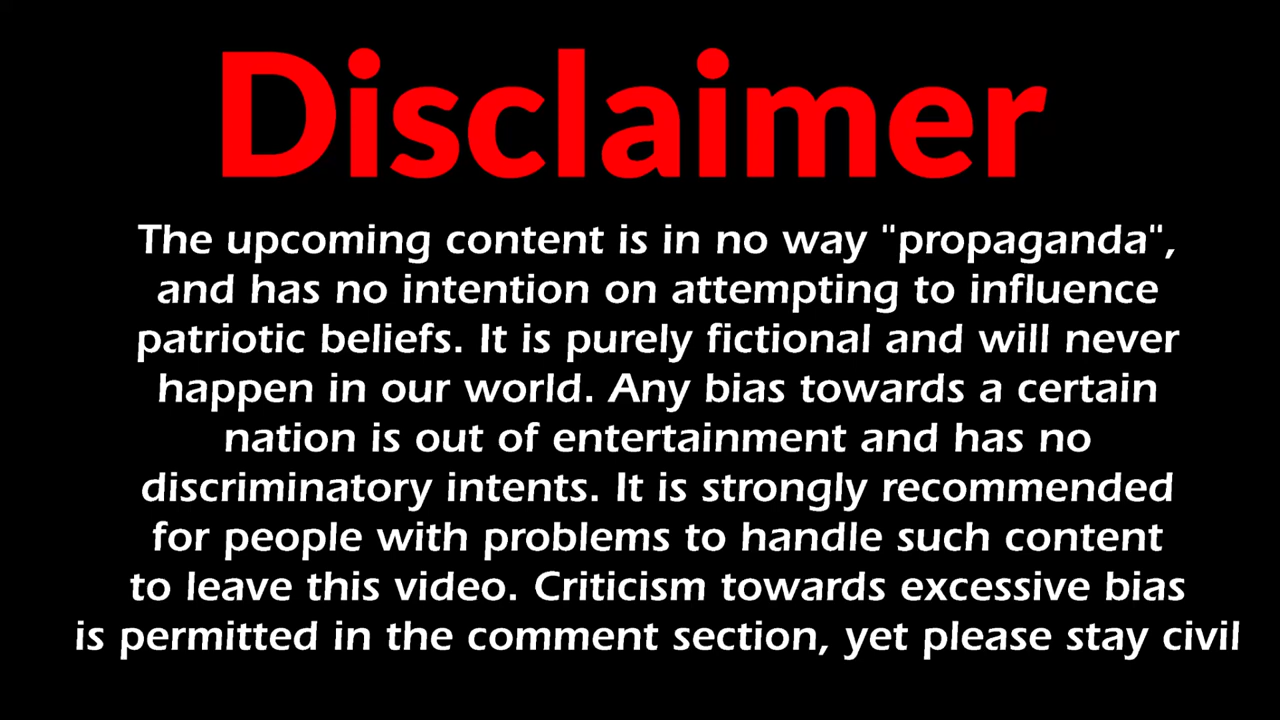 Disclaimer
The upcoming content is in no way "propaganda",
and has no intention on attempting to influence
patriotic beliefs. It is purely fictional and will never
happen in our world. Any bias towards a certain
nation is out of entertainment and has no
discriminatory intents. It is strongly recommended
for people with problems to handle such content
to leave this video. Criticism towards excessive bias
is permitted in the comment section, yet please stay civil